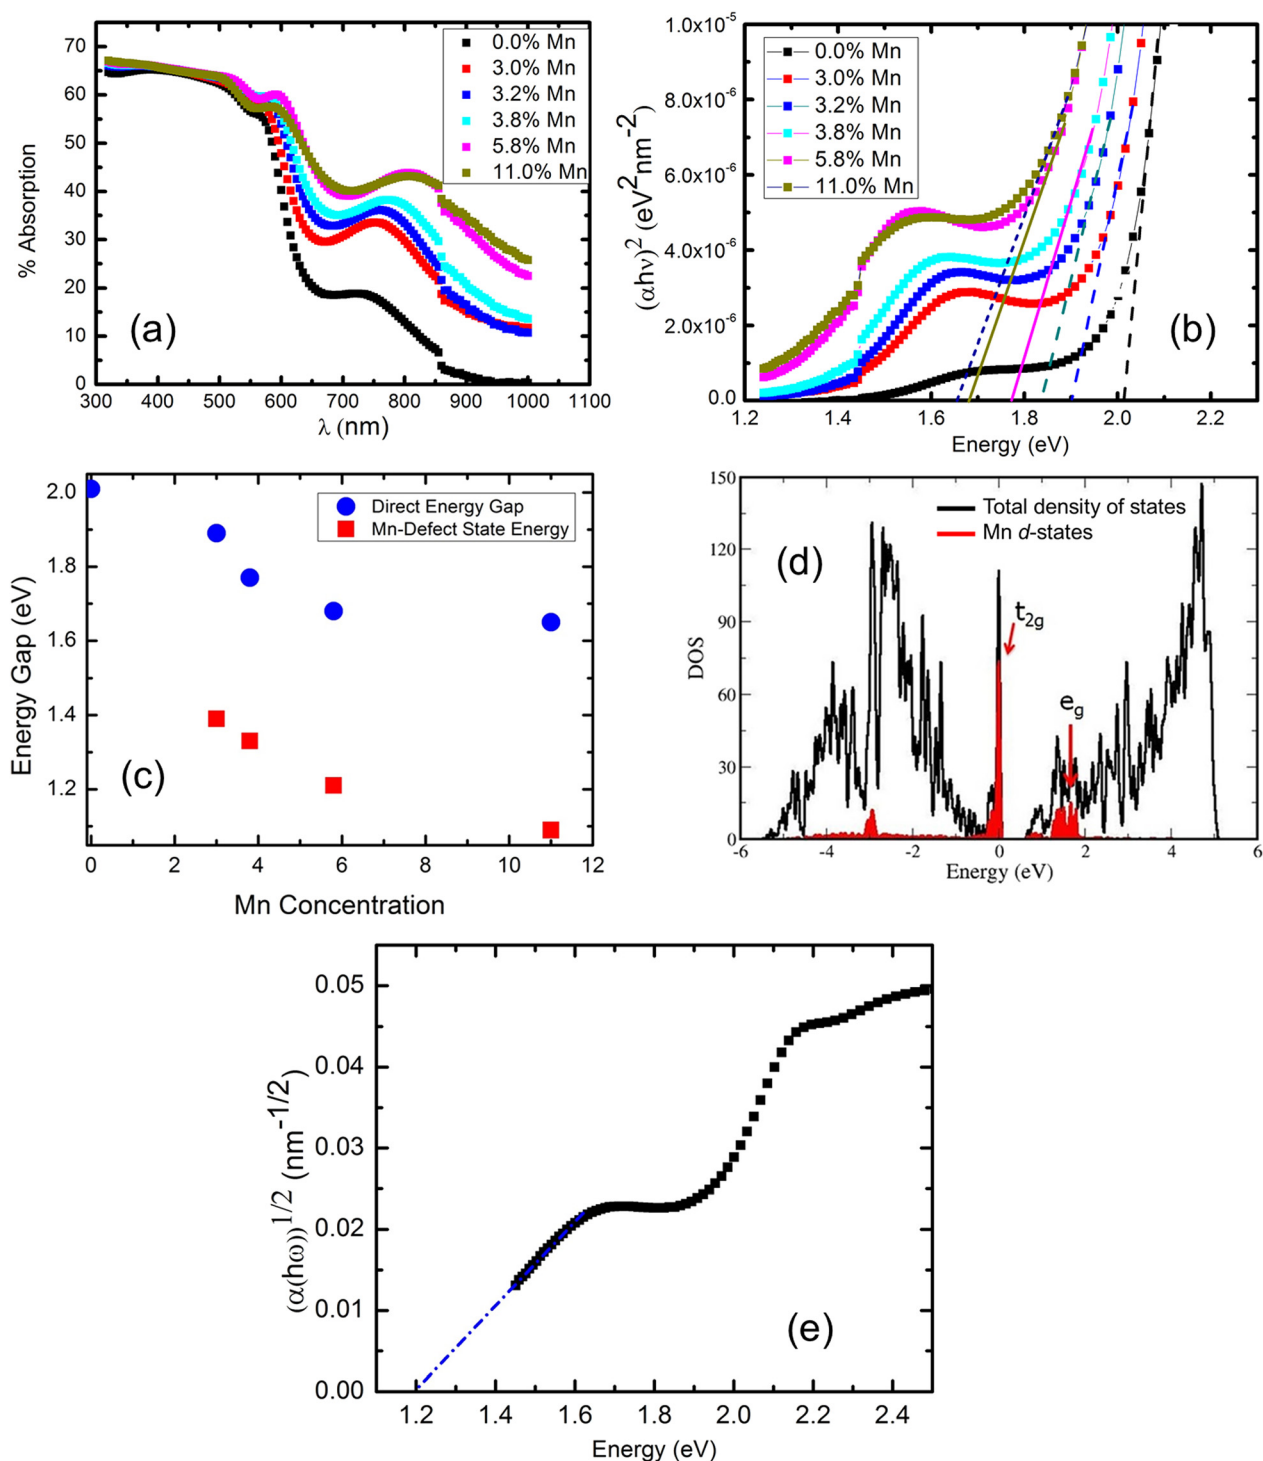 70
60
50
40
30
20
10
0
% Absorption
0.0% Mn
3.0% Mn
3.2% Mn
3.8% Mn
5.8% Mn
11.0% Mn
(a)
300 400 500 600 700 800 900 1000 1100
λ (nm)
1.0x10⁻⁵
8.0x10⁻⁶
6.0x10⁻⁶
4.0x10⁻⁶
2.0x10⁻⁶
0.0
(αhν)² (eV²nm⁻²)
0.0% Mn
3.0% Mn
3.2% Mn
3.8% Mn
5.8% Mn
11.0% Mn
(b)
1.2 1.4 1.6 1.8 2.0 2.2
Energy (eV)
2.0
1.8
1.6
1.4
1.2
Energy Gap (eV)
Direct Energy Gap
Mn-Defect State Energy
(c)
0 2 4 6 8 10 12
Mn Concentration
150
120
90
60
30
0
DOS
Total density of states
Mn d-states
(d)
t₂g
eg
-6 -4 -2 0 2 4 6
Energy (eV)
0.05
0.04
0.03
0.02
0.01
0.00
(α(hω))¹/² (nm⁻¹/²)
(e)
1.2 1.4 1.6 1.8 2.0 2.2 2.4
Energy (eV)